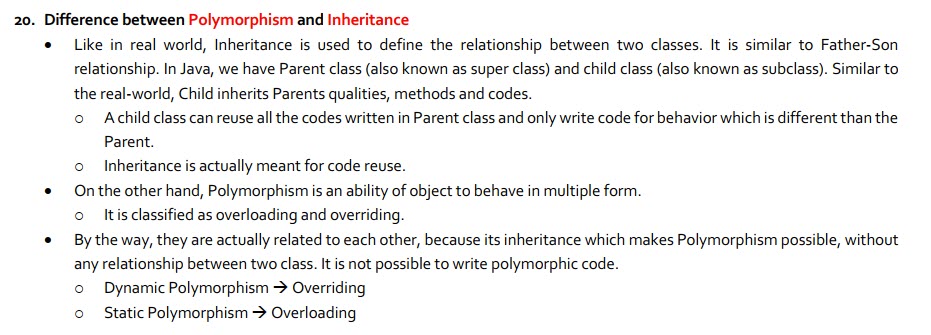 20. Difference between Polymorphism and Inheritance
• Like in real world, Inheritance is used to define the relationship between two classes. It is similar to Father-Son
relationship. In Java, we have Parent class (also known as super class) and child class (also known as subclass). Similar to
the real-world, Child inherits Parents qualities, methods and codes.
o A child class can reuse all the codes written in Parent class and only write code for behavior which is different than the
Parent.
o Inheritance is actually meant for code reuse.
• On the other hand, Polymorphism is an ability of object to behave in multiple form.
o It is classified as overloading and overriding.
• By the way, they are actually related to each other, because its inheritance which makes Polymorphism possible, without
any relationship between two class. It is not possible to write polymorphic code.
o Dynamic Polymorphism → Overriding
o Static Polymorphism → Overloading